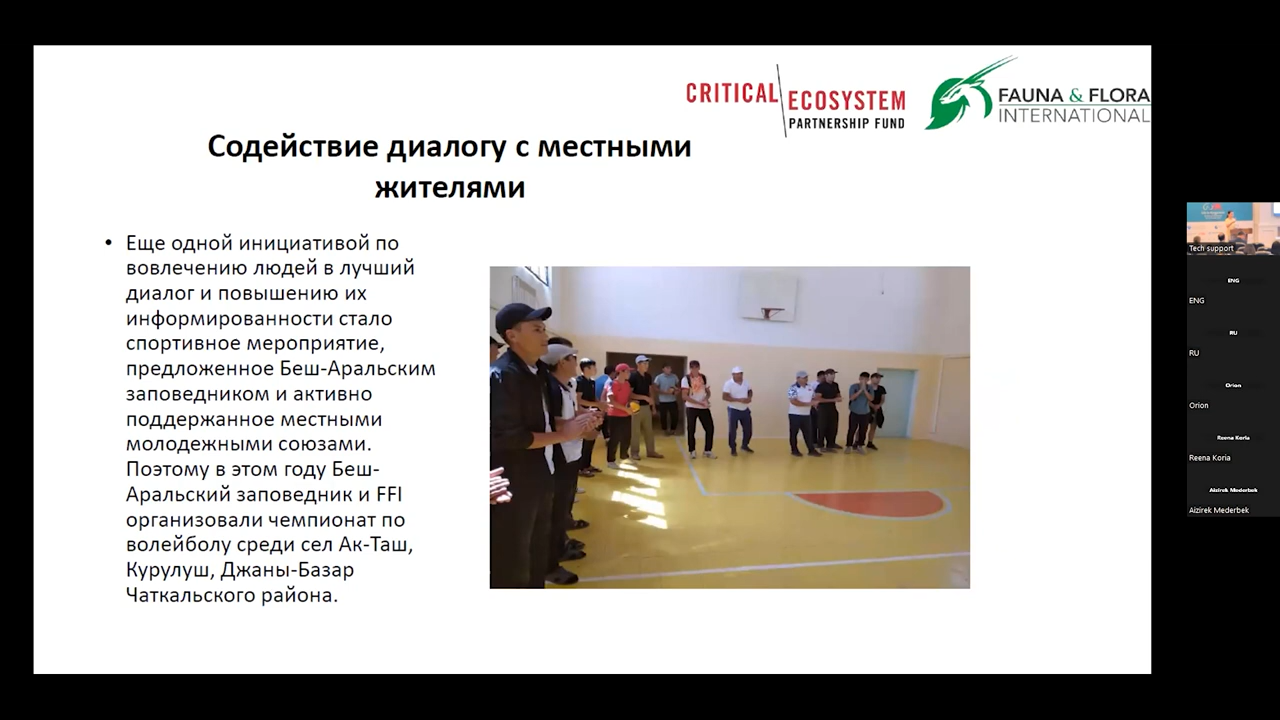 CRITICAL ECOSYSTEM
PARTNERSHIP FUND
FAUNA & FLORA
INTERNATIONAL
Содействие диалогу с местными
жителями
• Еще одной инициативой по
вовлечению людей в лучший
диалог и повышению их
информированности стало
спортивное мероприятие,
предложенное Беш-Аральским
заповедником и активно
поддержанное местными
молодежными союзами.
Поэтому в этом году Беш-
Аральский заповедник и FFI
организовали чемпионат по
волейболу среди сел Ак-Таш,
Курулуш, Джаны-Базар
Чаткальского района.
Tech support
ENG
ENG
RU
RU
Orion
Orion
Reena Koria
Reena Koria
Aizirek Mederbek
Aizirek Mederbek